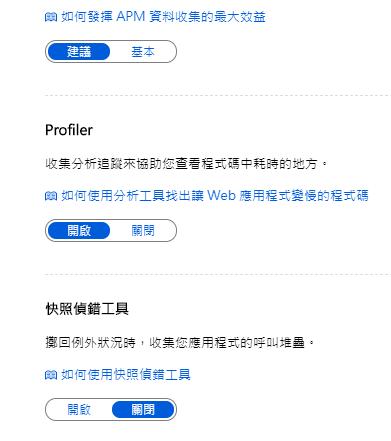 如何發揮 APM 資料收集的最大效益
建議 基本
Profiler
收集分析追蹤來協助您查看程式碼中耗時的地方。
如何使用分析工具找出讓 Web 應用程式變慢的程式碼
開啟 關閉
快照偵錯工具
擲回例外狀況時，收集您應用程式的呼叫堆疊。
如何使用快照偵錯工具
開啟 關閉